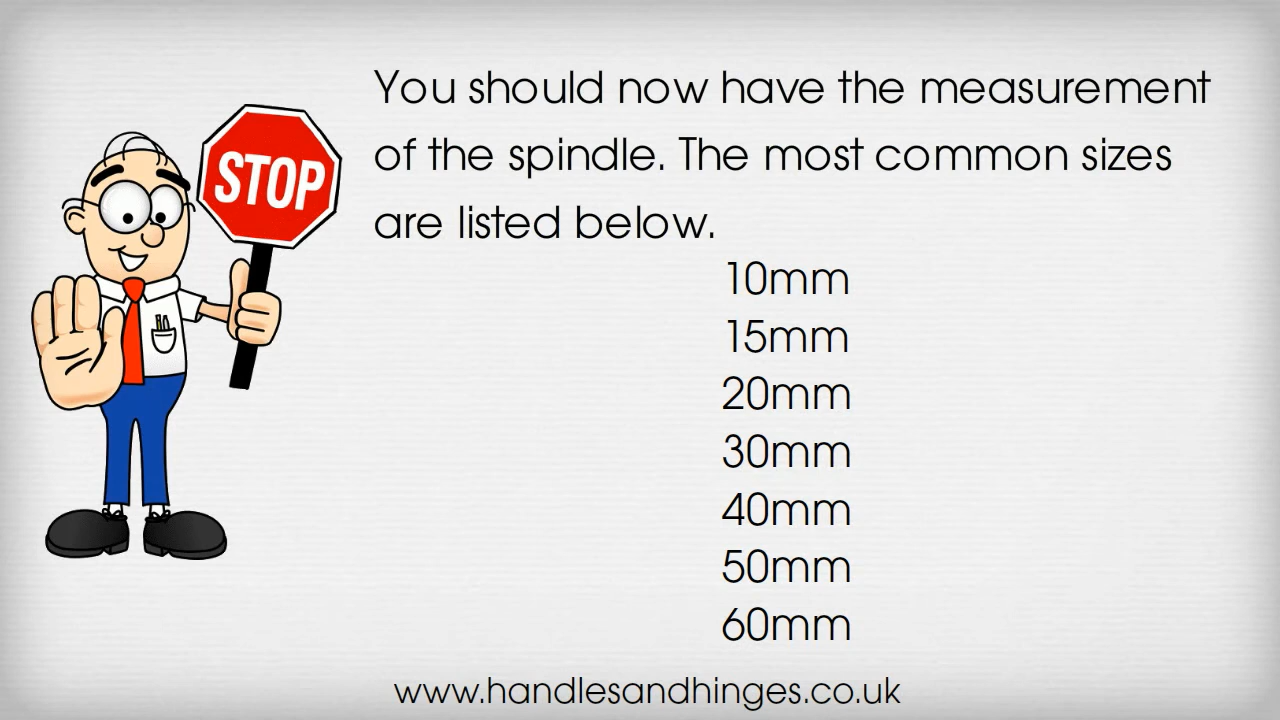 STOP
You should now have the measurement
of the spindle. The most common sizes
are listed below.
10mm
15mm
20mm
30mm
40mm
50mm
60mm
www.handlesandhinges.co.uk